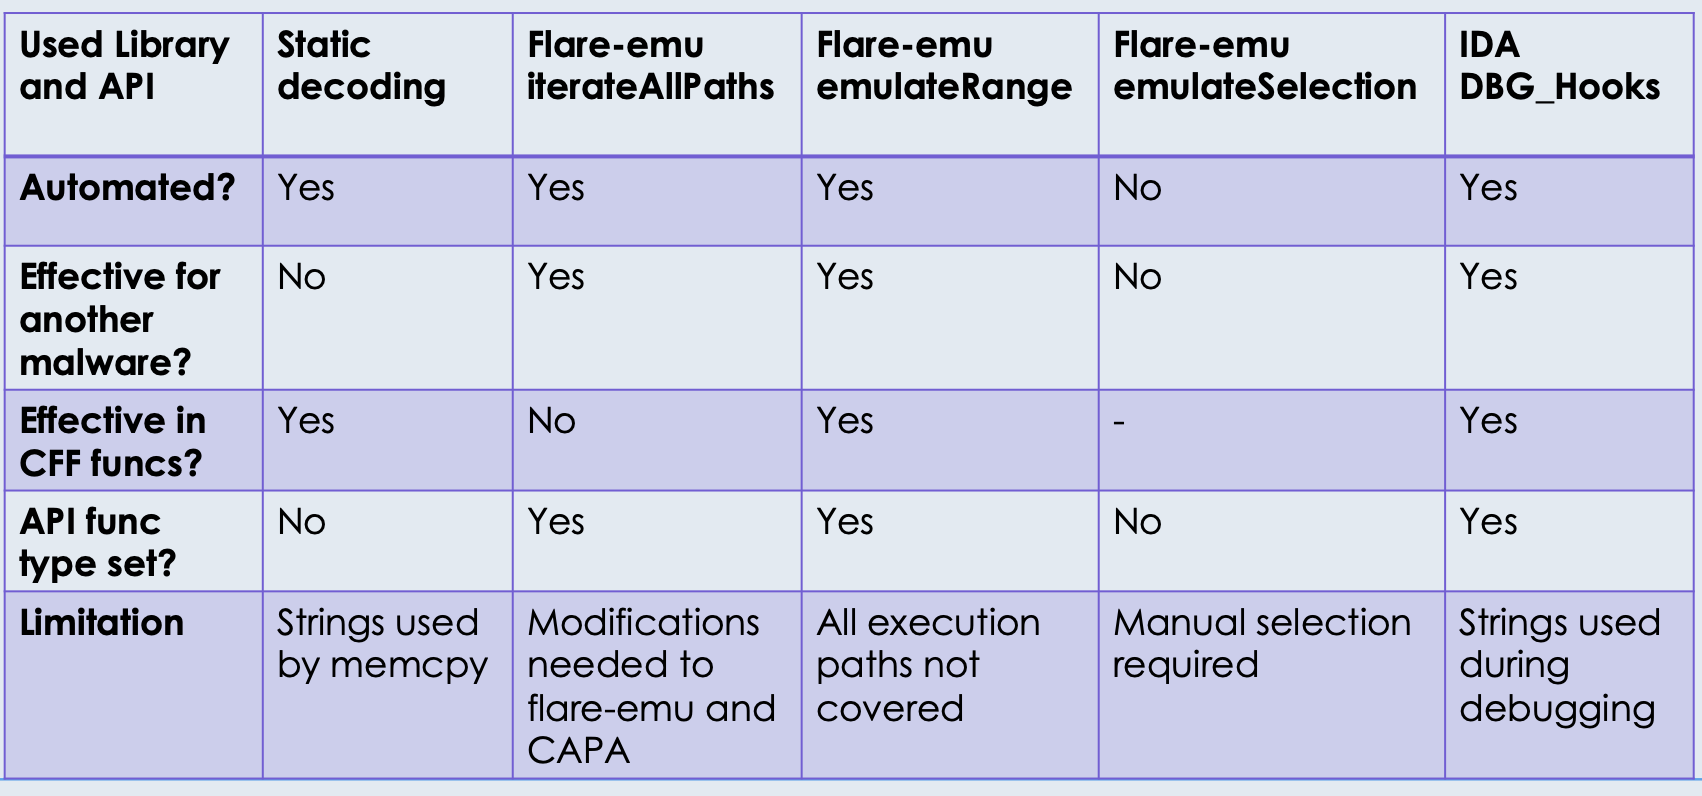 Used Library
and API
Static
decoding
Flare-emu
iterateAllPaths
Flare-emu
emulateRange
Flare-emu
emulateSelection
IDA
DBG_Hooks
Automated?
Yes
Yes
Yes
No
Yes
Effective for
another
malware?
No
Yes
Yes
No
Yes
Effective in
CFF funcs?
Yes
No
Yes
-
Yes
API func
type set?
No
Yes
Yes
No
Yes
Limitation
Strings used
by memcpy
Modifications
needed to
flare-emu and
CAPA
All execution
paths not
covered
Manual selection
required
Strings used
during
debugging